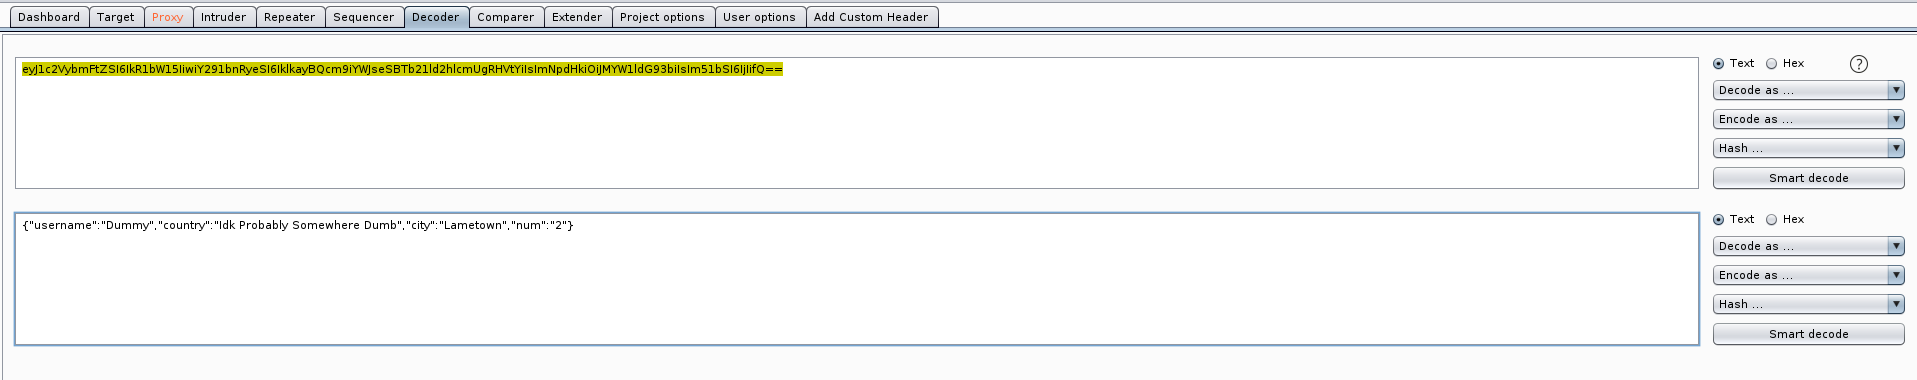 Dashboard Target Proxy Intruder Repeater Sequencer Decoder Comparer Extender Project options User options Add Custom Header
eyJ1c2VybmFtZSI6IkR1bW15IiwiY291bnRyeSI6IklkayBQcm9iYWJseSBTb21ld2hlcmUgRHVtYiIsImNpdHkiOiJMYW1ldG93biIsIm51bSI6IjIifQ==
Text Hex ?
Decode as ...
Encode as ...
Hash ...
Smart decode
{"username":"Dummy","country":"Idk Probably Somewhere Dumb","city":"Lametown","num":"2"}
Text Hex
Decode as ...
Encode as ...
Hash ...
Smart decode